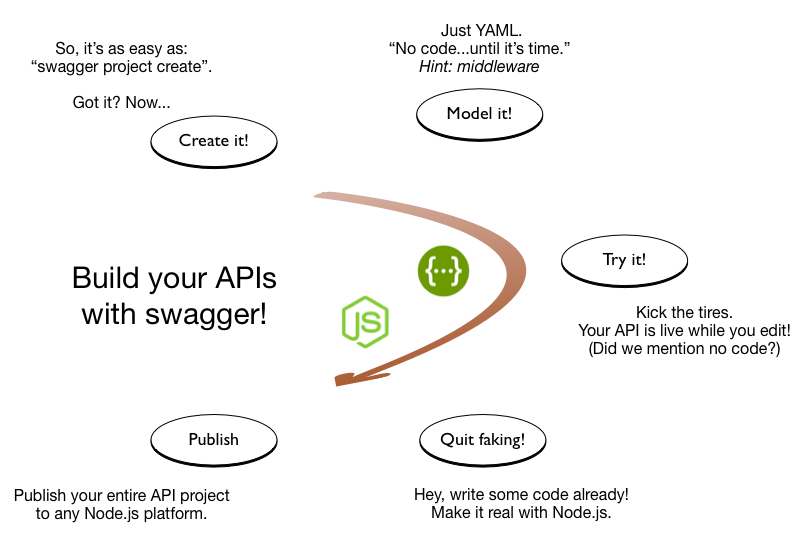 So, it’s as easy as:
“swagger project create”.
Got it? Now...
Create it!
Just YAML.
“No code...until it’s time.”
Hint: middleware
Model it!
Build your APIs
with swagger!
{···}
JS
Try it!
Kick the tires.
Your API is live while you edit!
(Did we mention no code?)
Quit faking!
Hey, write some code already!
Make it real with Node.js.
Publish
Publish your entire API project
to any Node.js platform.